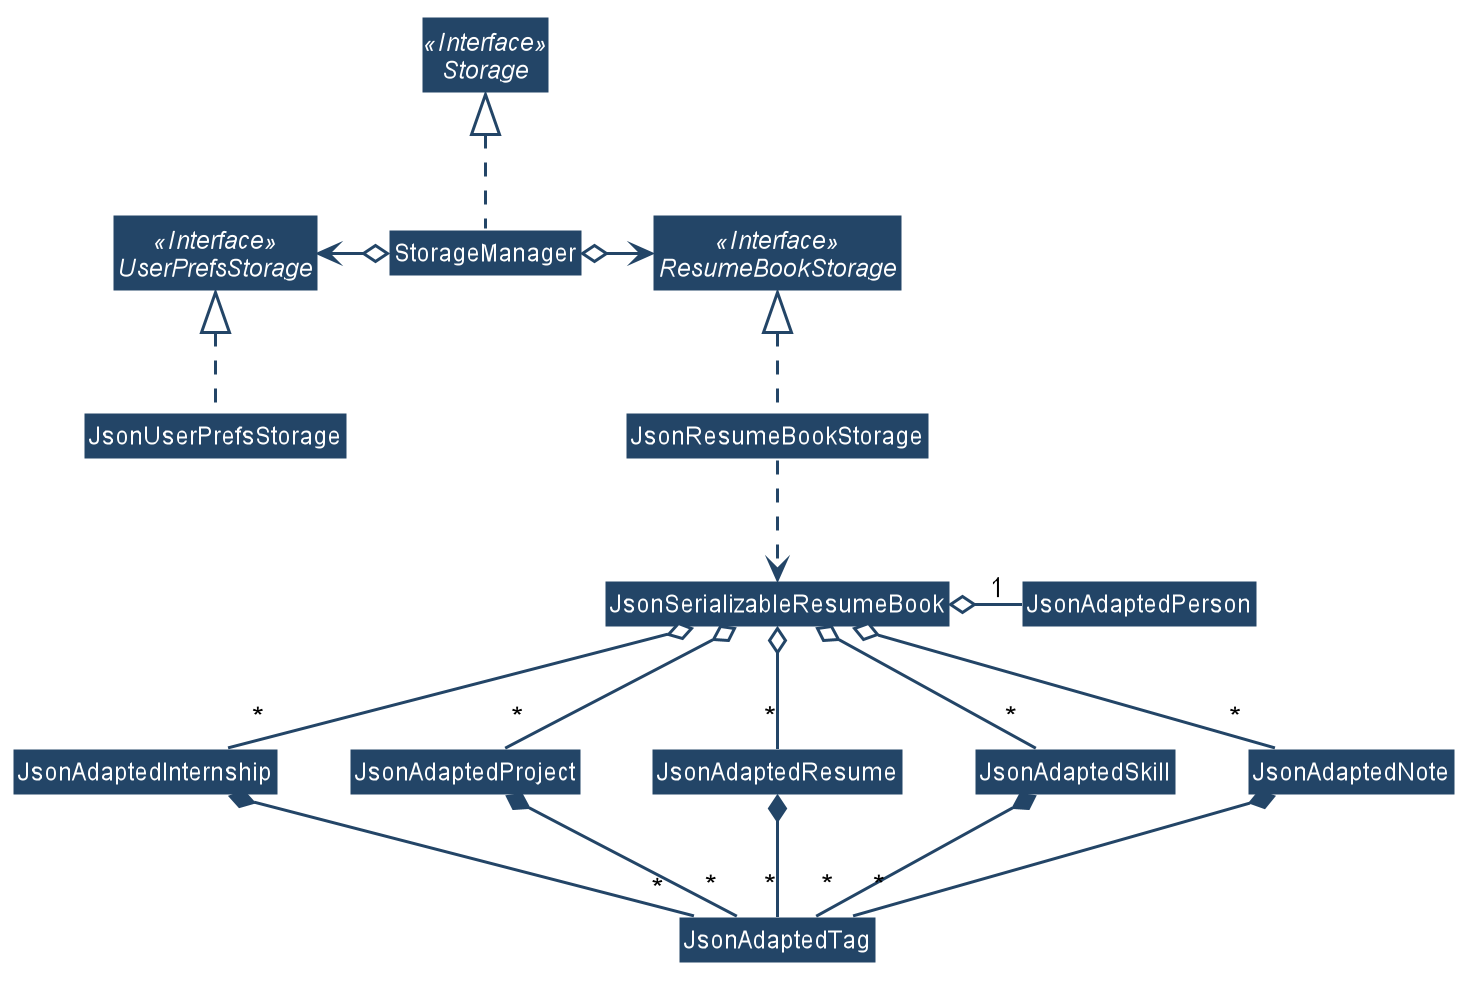 «Interface»
Storage
«Interface»
UserPrefsStorage
StorageManager
«Interface»
ResumeBookStorage
JsonUserPrefsStorage
JsonResumeBookStorage
JsonSerializableResumeBook
1
JsonAdaptedPerson
*
*
*
*
*
JsonAdaptedInternship
JsonAdaptedProject
JsonAdaptedResume
JsonAdaptedSkill
JsonAdaptedNote
*
*
*
*
*
JsonAdaptedTag